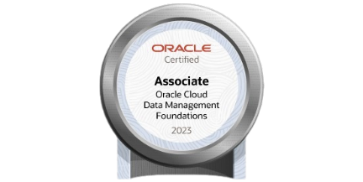 ORACLE
Certified
Associate
Oracle Cloud
Data Management
Foundations
2023